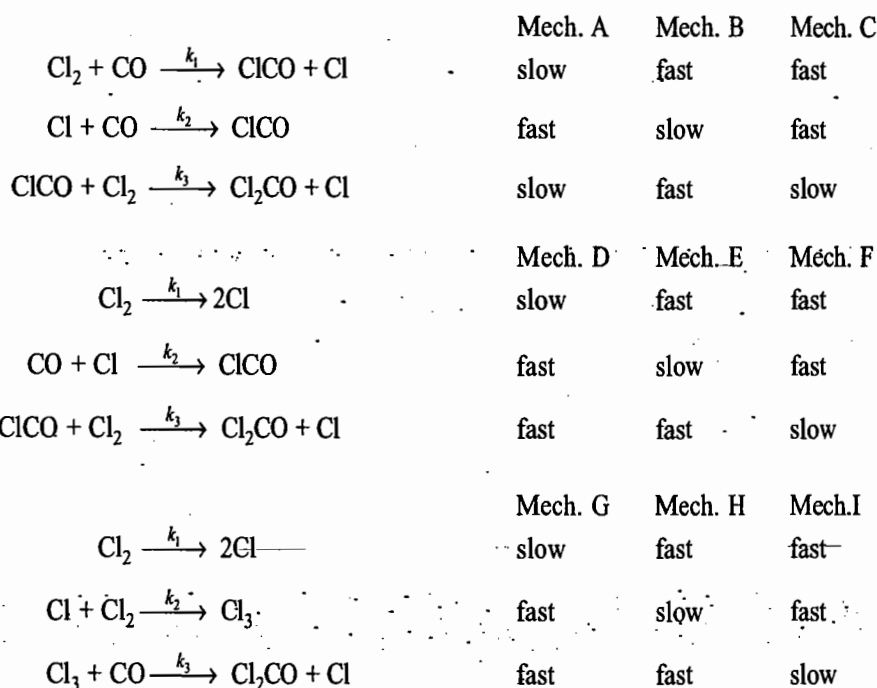 Mech. A Mech. B Mech. C
Cl₂ + CO —k₁→ ClCO + Cl slow fast fast
Cl + CO —k₂→ ClCO fast slow fast
ClCO + Cl₂ —k₃→ Cl₂CO + Cl slow fast slow
Mech. D Mech. E Mech. F
Cl₂ —k₁→ 2Cl slow fast fast
CO + Cl —k₂→ ClCO fast slow fast
ClCO + Cl₂ —k₃→ Cl₂CO + Cl fast fast slow
Mech. G Mech. H Mech.I
Cl₂ —k₁→ 2Cl slow fast fast
Cl + Cl₂ —k₂→ Cl₃ fast slow fast
Cl₃ + CO —k₃→ Cl₂CO + Cl fast fast slow